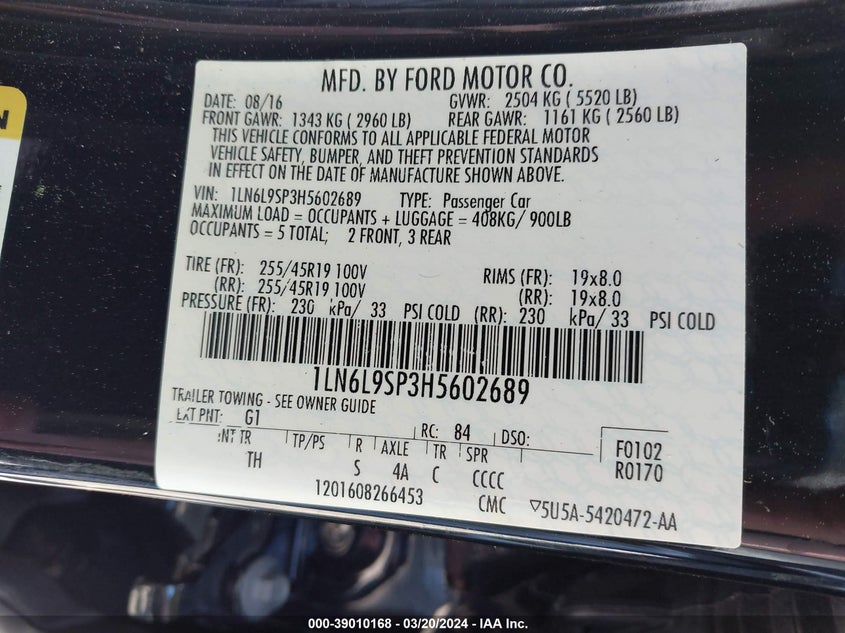 N
MFD. BY FORD MOTOR CO.
DATE: 08/16 GVWR: 2504 KG ( 5520 LB)
FRONT GAWR: 1343 KG ( 2960 LB) REAR GAWR: 1161 KG ( 2560 LB)
THIS VEHICLE CONFORMS TO ALL APPLICABLE FEDERAL MOTOR
VEHICLE SAFETY, BUMPER, AND THEFT PREVENTION STANDARDS
IN EFFECT ON THE DATE OF MANUFACTURE SHOWN ABOVE.
VIN: 1LN6L9SP3H5602689 TYPE: Passenger Car
MAXIMUM LOAD = OCCUPANTS + LUGGAGE = 408KG/ 900LB
OCCUPANTS = 5 TOTAL; 2 FRONT, 3 REAR
TIRE (FR): 255/45R19 100V RIMS (FR): 19x8.0
(RR): 255/45R19 100V (RR): 19x8.0
PRESSURE (FR): 230 kPa/ 33 PSI COLD (RR): 230 kPa/ 33 PSI COLD
1LN6L9SP3H5602689
TRAILER TOWING - SEE OWNER GUIDE
EXT PNT: G1 RC: 84 DSO: F0102
INT TR TP/PS R AXLE TR SPR R0170
TH S 4A C CCCC
1201608266453 CMC ▽5U5A-5420472-AA
000-39010168 - 03/20/2024 - IAA Inc.